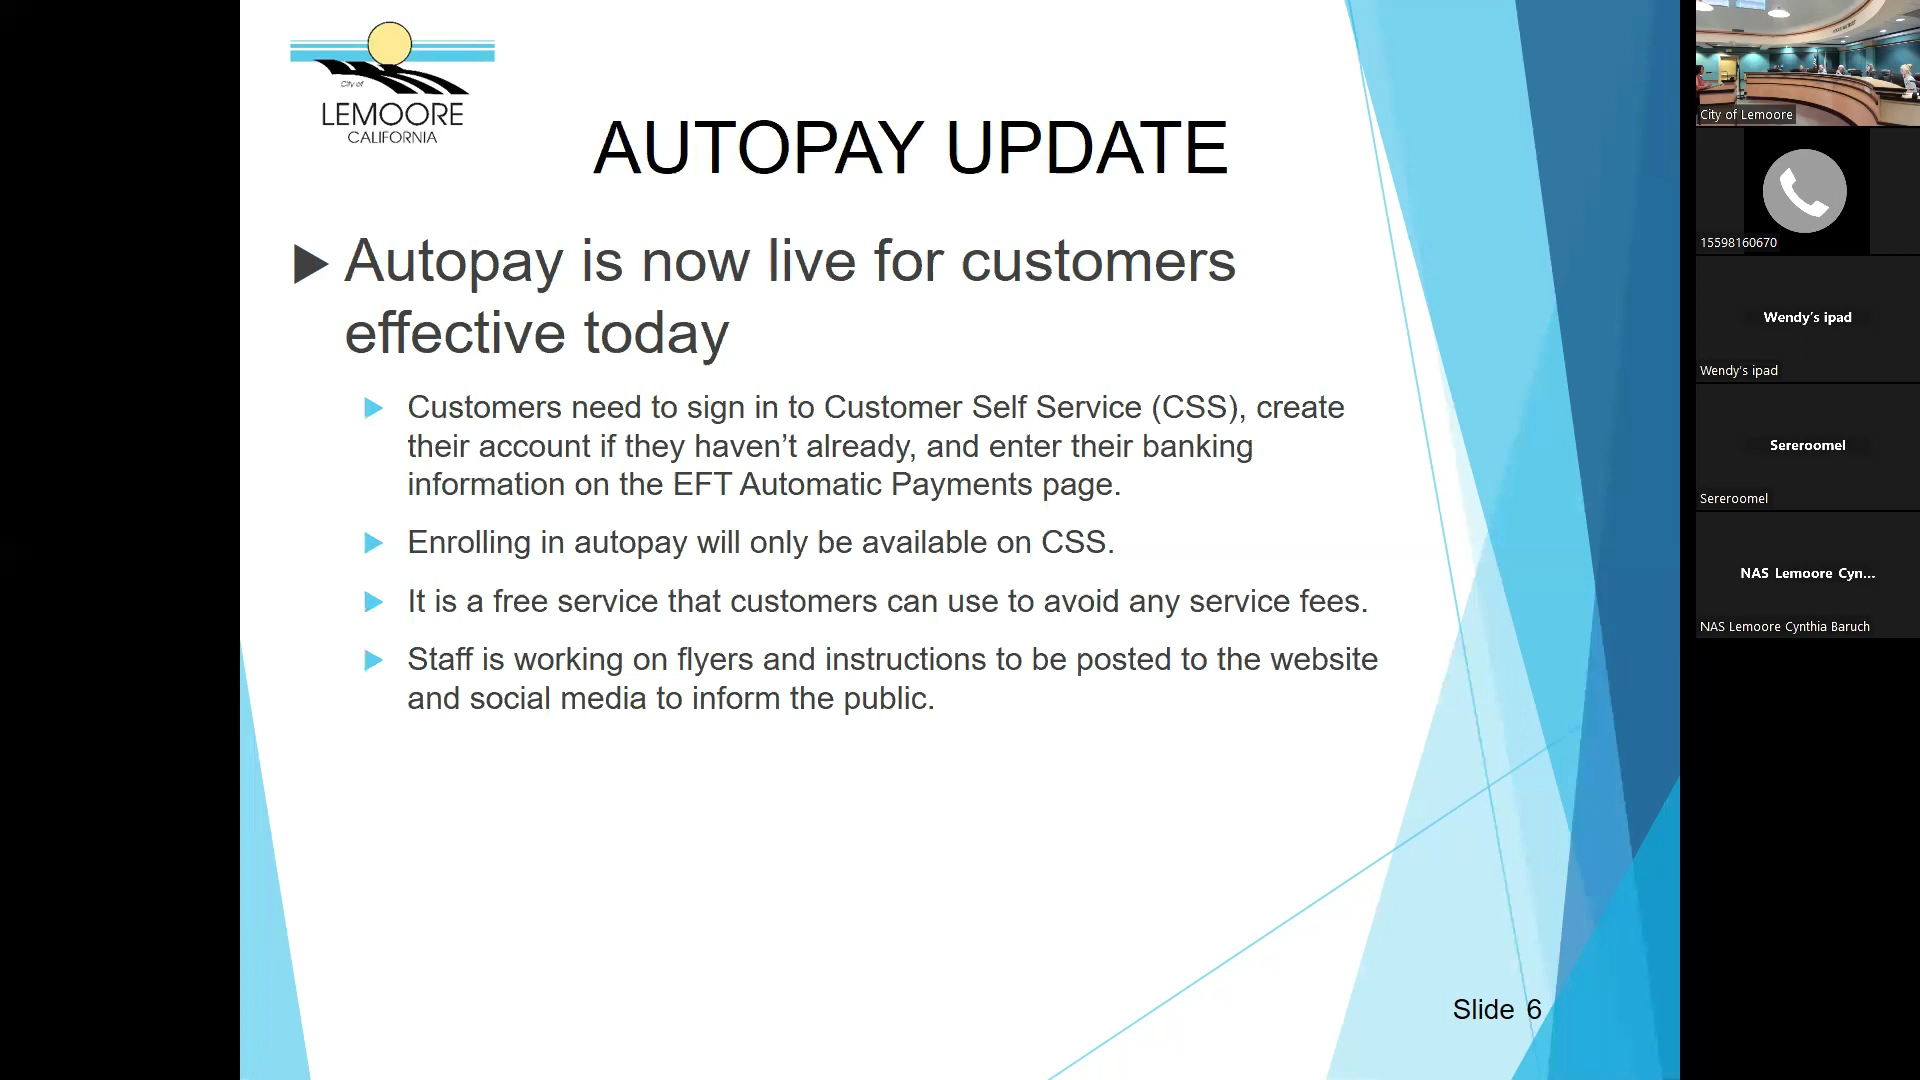 City of
LEMOORE
CALIFORNIA
AUTOPAY UPDATE
Autopay is now live for customers
effective today
Customers need to sign in to Customer Self Service (CSS), create
their account if they haven’t already, and enter their banking
information on the EFT Automatic Payments page.
Enrolling in autopay will only be available on CSS.
It is a free service that customers can use to avoid any service fees.
Staff is working on flyers and instructions to be posted to the website
and social media to inform the public.
Slide 6
City of Lemoore
15598160670
Wendy’s ipad
Wendy's ipad
Sereroomel
Sereroomel
NAS Lemoore Cyn...
NAS Lemoore Cynthia Baruch